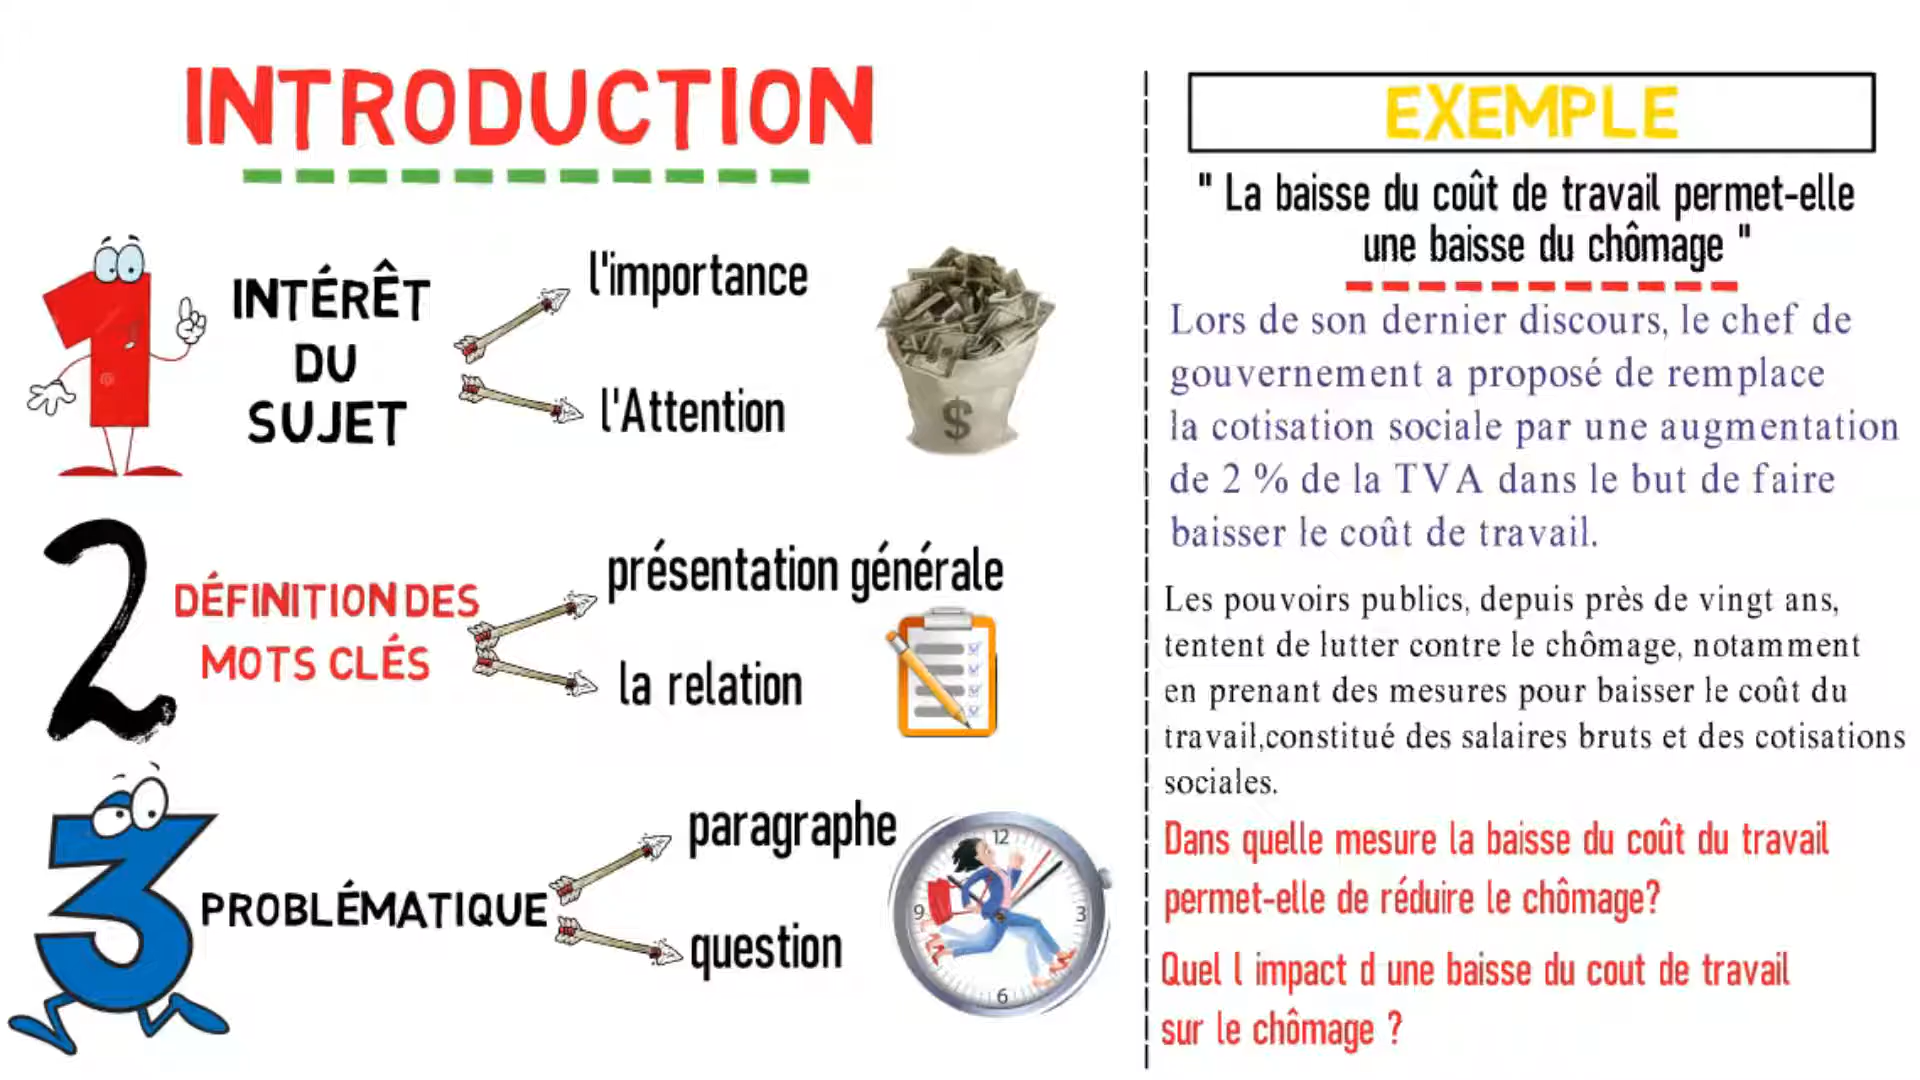 INTRODUCTION
INTÉRÊT
DU
SUJET
l'importance
l'Attention
$
2
DÉFINITION DES
MOTS CLÉS
présentation générale
la relation
3
PROBLÉMATIQUE
paragraphe
question
12
9
3
6
EXEMPLE
" La baisse du coût de travail permet-elle
une baisse du chômage "
Lors de son dernier discours, le chef de
gouvernement a proposé de remplace
la cotisation sociale par une augmentation
de 2 % de la TVA dans le but de faire
baisser le coût de travail.
Les pouvoirs publics, depuis près de vingt ans,
tentent de lutter contre le chômage, notamment
en prenant des mesures pour baisser le coût du
travail,constitué des salaires bruts et des cotisations
sociales.
Dans quelle mesure la baisse du coût du travail
permet-elle de réduire le chômage?
Quel l impact d une baisse du cout de travail
sur le chômage ?